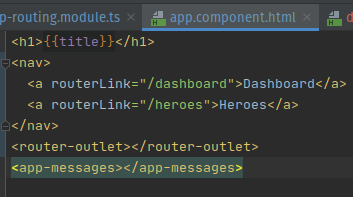 p-routing.module.ts app.component.html
<h1>{{title}}</h1>
<nav>
<a routerLink="/dashboard">Dashboard</a>
<a routerLink="/heroes">Heroes</a>
</nav>
<router-outlet></router-outlet>
<app-messages></app-messages>